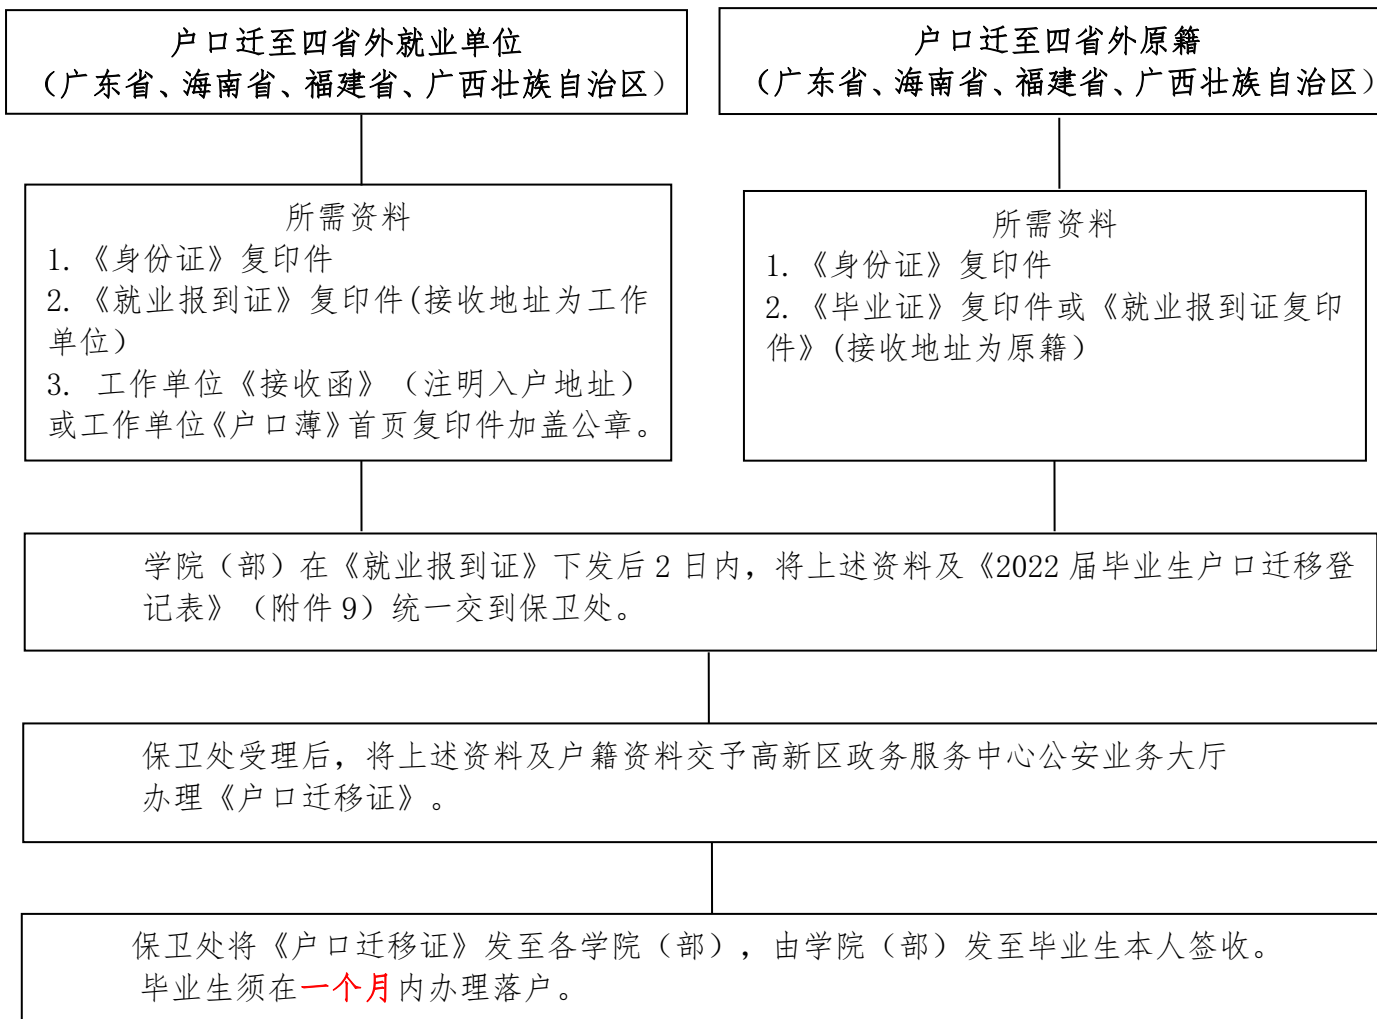 户口迁至四省外就业单位
（广东省、海南省、福建省、广西壮族自治区）
户口迁至四省外原籍
（广东省、海南省、福建省、广西壮族自治区）
所需资料
1.《身份证》复印件
2.《就业报到证》复印件(接收地址为工作
单位）
3. 工作单位《接收函》（注明入户地址）
或工作单位《户口薄》首页复印件加盖公章。
所需资料
1.《身份证》复印件
2.《毕业证》复印件或《就业报到证复印
件》(接收地址为原籍）
学院（部）在《就业报到证》下发后 2 日内，将上述资料及《2022 届毕业生户口迁移登
记表》（附件 9）统一交到保卫处。
保卫处受理后，将上述资料及户籍资料交予高新区政务服务中心公安业务大厅
办理《户口迁移证》。
保卫处将《户口迁移证》发至各学院（部），由学院（部）发至毕业生本人签收。
毕业生须在一个月内办理落户。